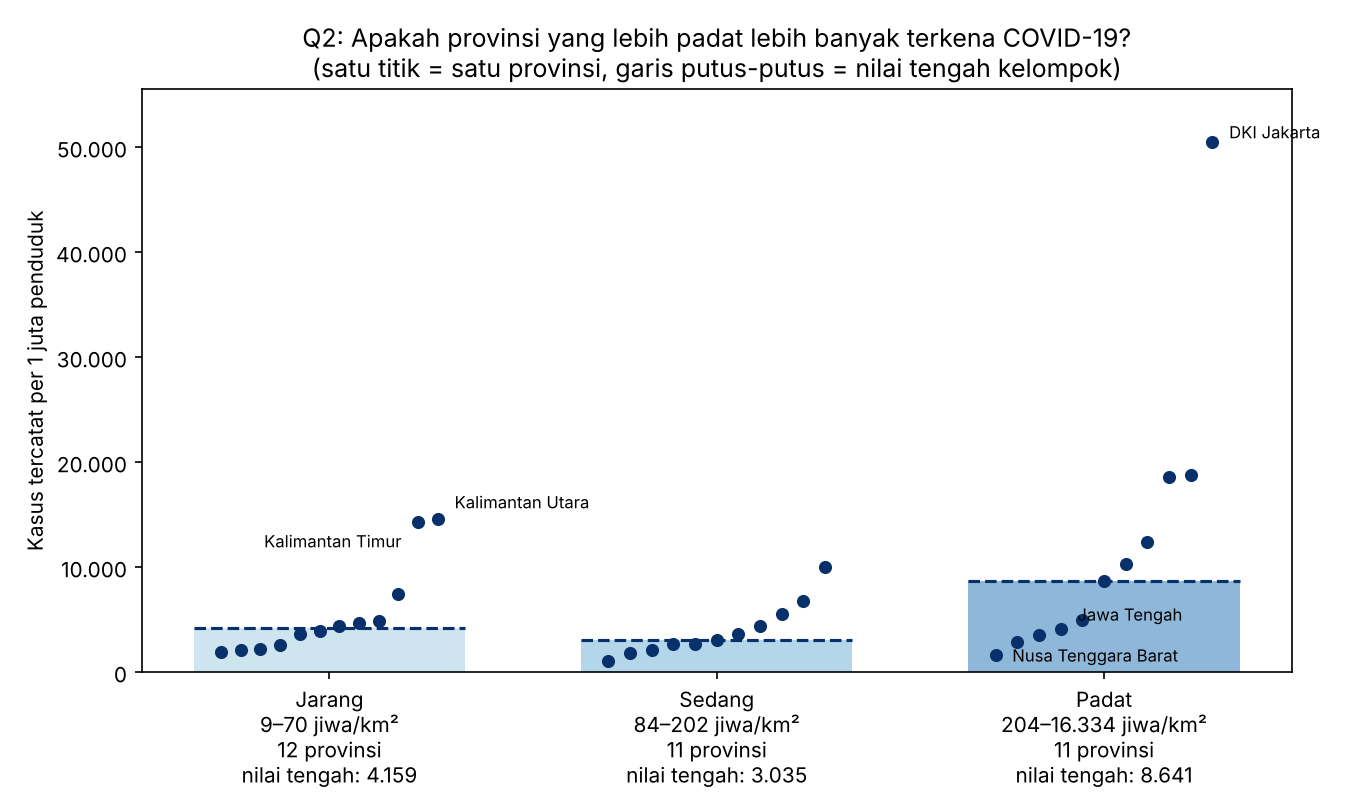 Q2: Apakah provinsi yang lebih padat lebih banyak terkena COVID-19?
(satu titik = satu provinsi, garis putus-putus = nilai tengah kelompok)
Kasus tercatat per 1 juta penduduk
50.000
40.000
30.000
20.000
10.000
0
DKI Jakarta
Kalimantan Utara
Kalimantan Timur
Jawa Tengah
Nusa Tenggara Barat
Jarang
9–70 jiwa/km²
12 provinsi
nilai tengah: 4.159
Sedang
84–202 jiwa/km²
11 provinsi
nilai tengah: 3.035
Padat
204–16.334 jiwa/km²
11 provinsi
nilai tengah: 8.641